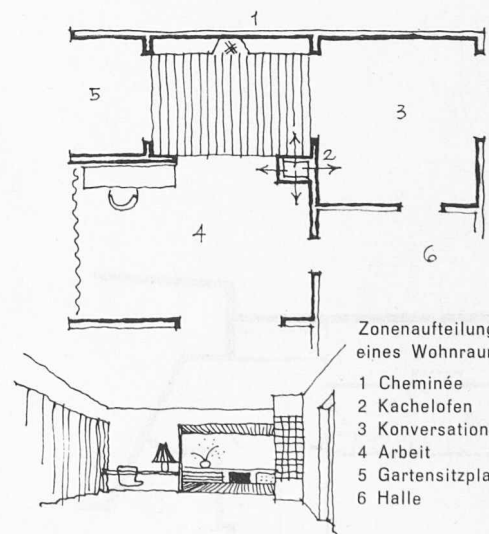 1
5
3
2
4
6
Zonenaufteilung
eines Wohnraum
1 Cheminée
2 Kachelofen
3 Konversation
4 Arbeit
5 Gartensitzpla
6 Halle